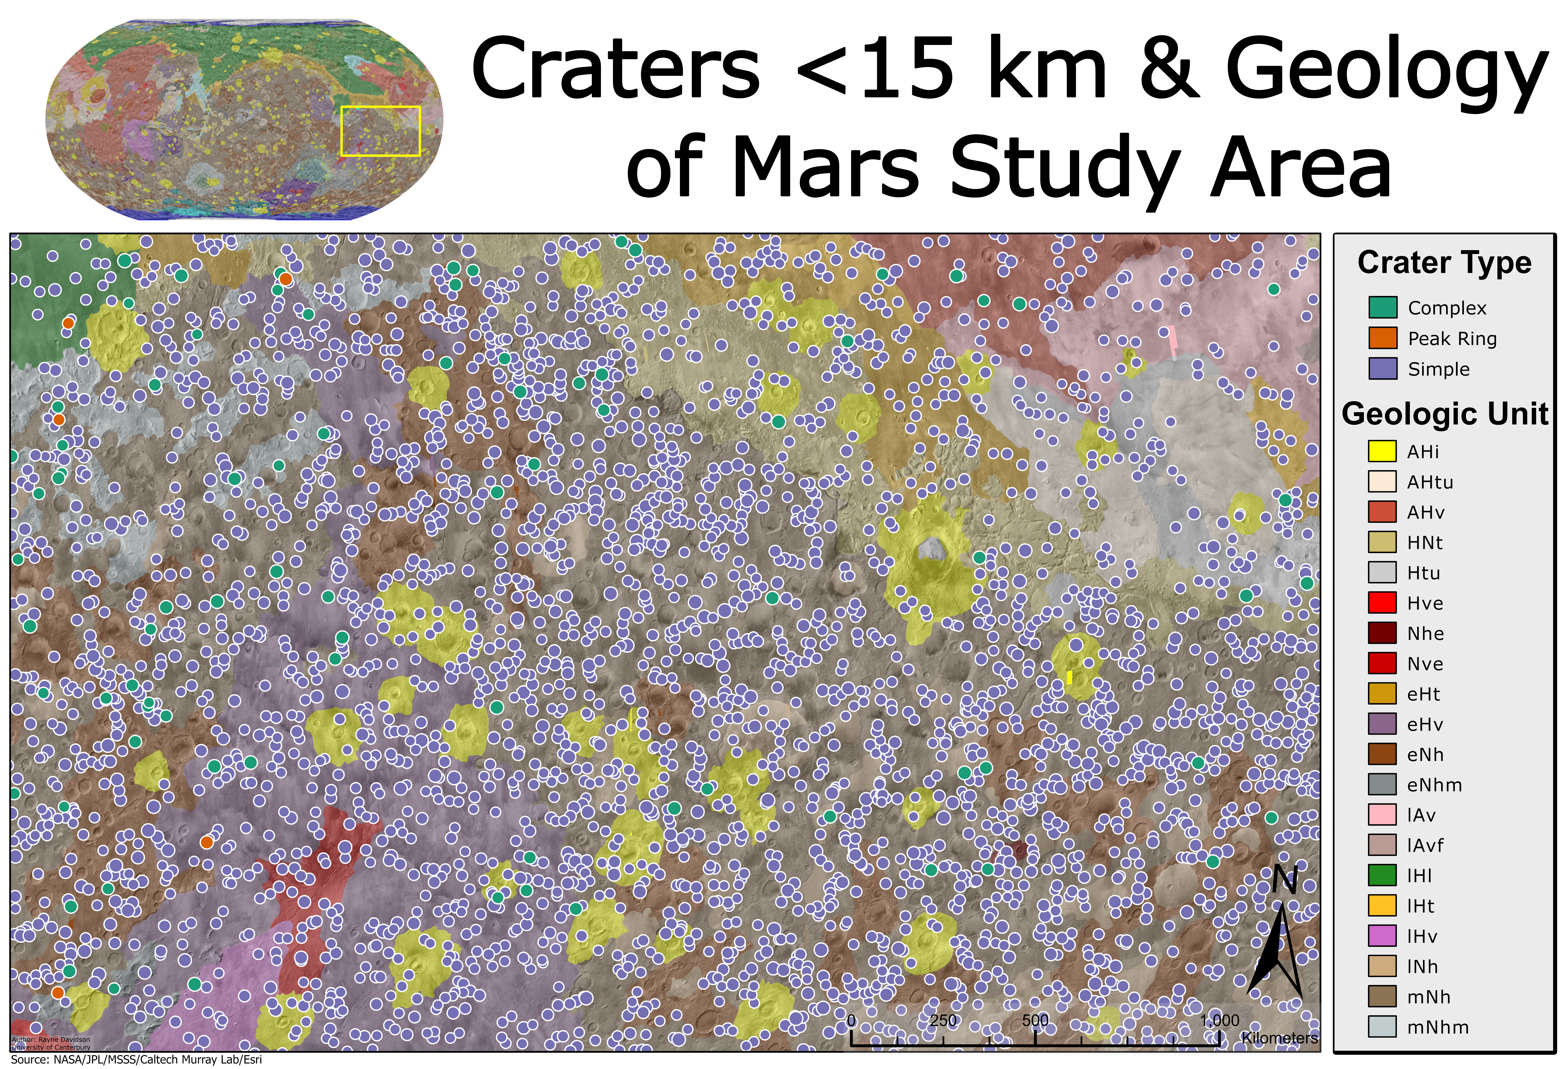 Craters <15 km & Geology
of Mars Study Area
Crater Type
Complex
Peak Ring
Simple
Geologic Unit
AHi
AHtu
AHv
HNt
Htu
Hve
Nhe
Nve
eHt
eHv
eNh
eNhm
lAv
lAvf
lHl
lHt
lHv
lNh
mNh
mNhm
N
0 250 500 1,000
Kilometers
Author: Rayne Davidson
University of Canterbury
Source: NASA/JPL/MSSS/Caltech Murray Lab/Esri